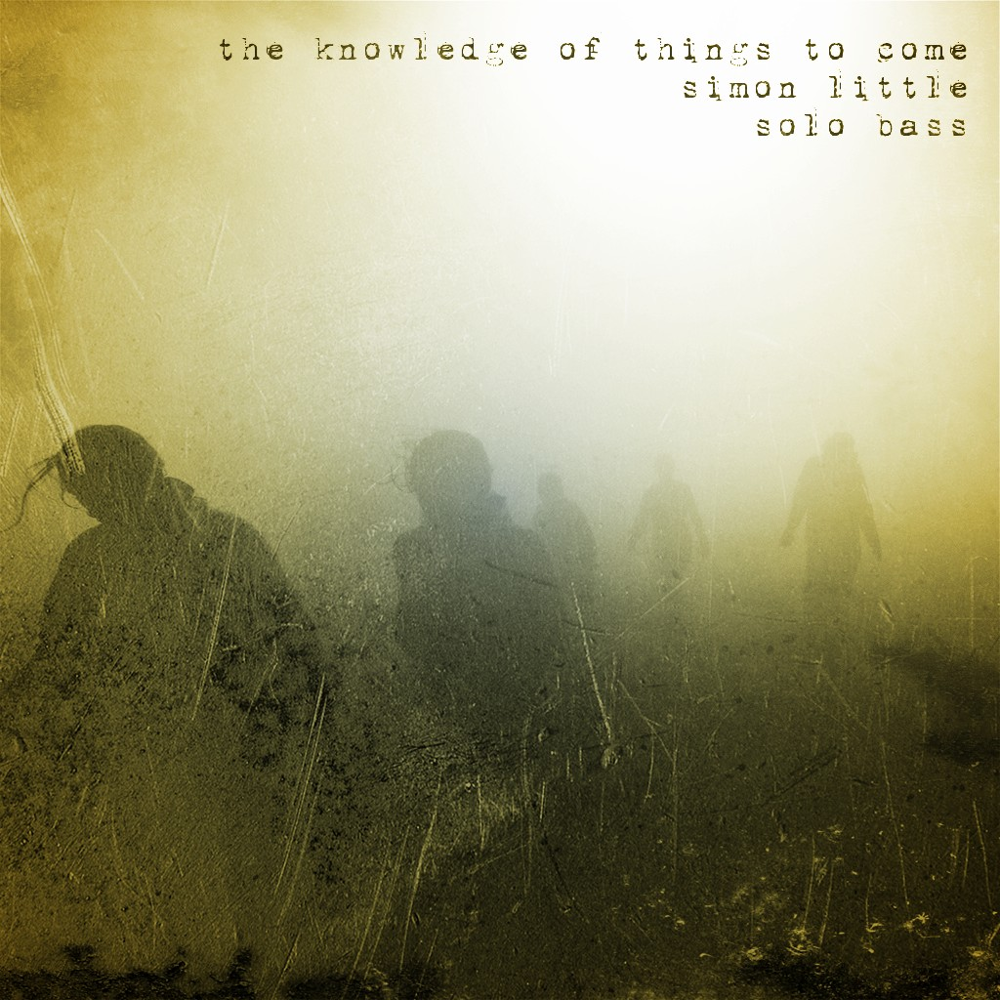 the knowledge of things to come
simon little
solo bass